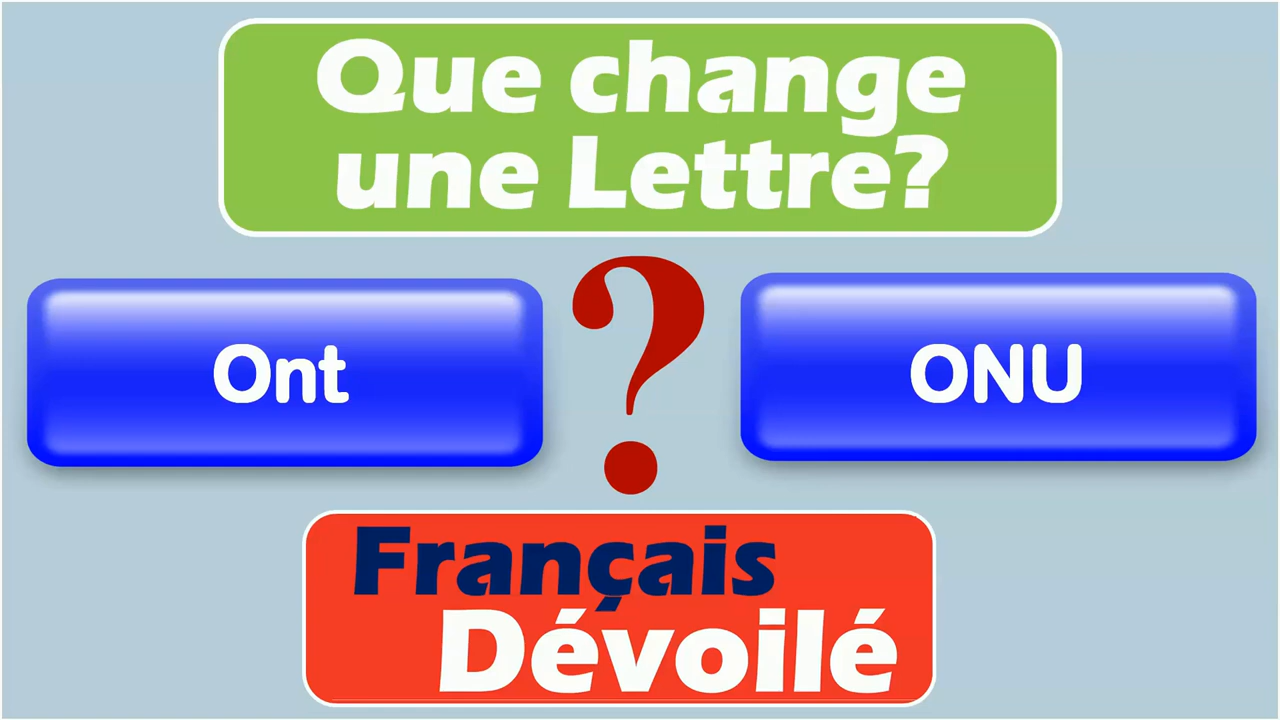 Que change
une Lettre?
Ont
?
ONU
Français
Dévoilé